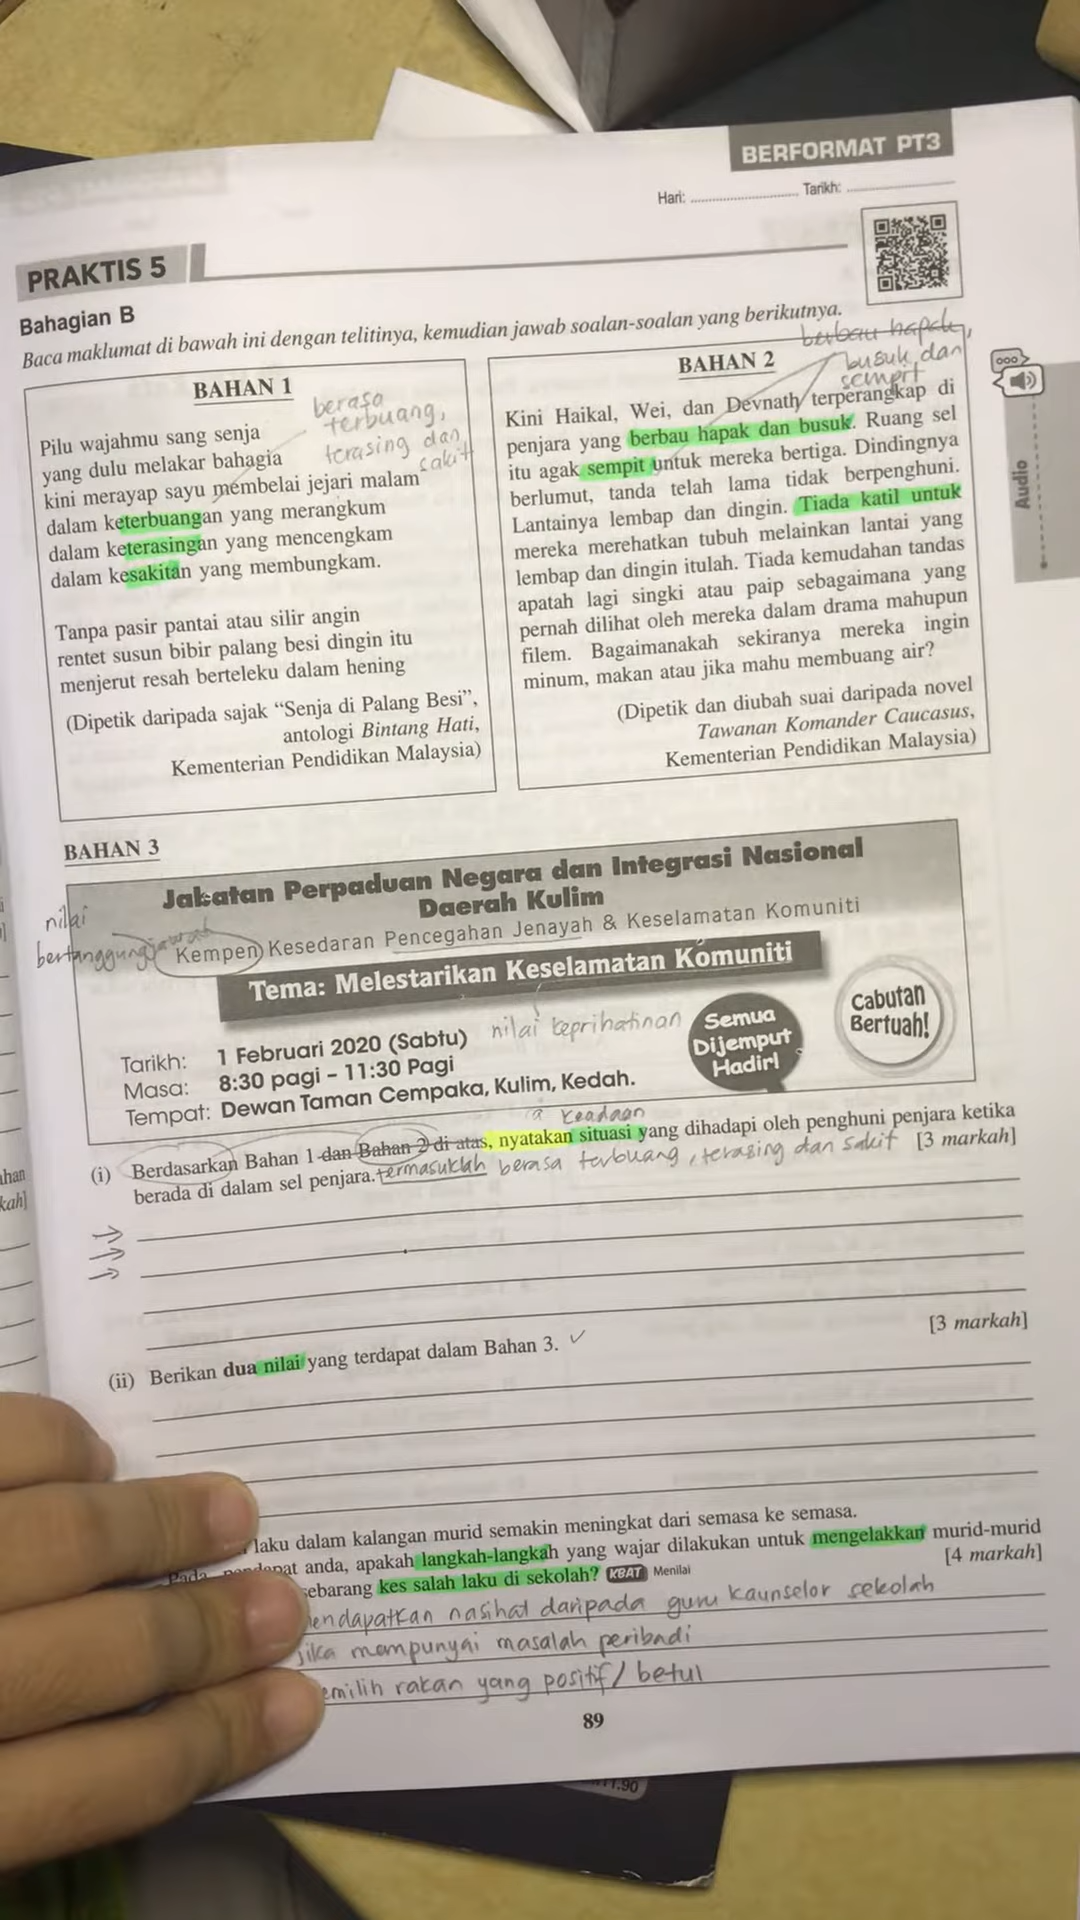 BERFORMAT PT3
Hari: .......................... Tarikh: ..........................
PRAKTIS 5
Bahagian B
Baca maklumat di bawah ini dengan telitinya, kemudian jawab soalan-soalan yang berikutnya.
BAHAN 1
berasa
terbuang,
terasing dan
sakit
Pilu wajahmu sang senja
yang dulu melakar bahagia
kini merayap sayu membelai jejari malam
dalam keterbuangan yang merangkum
dalam keterasingan yang mencengkam
dalam kesakitan yang membungkam.
Tanpa pasir pantai atau silir angin
rentet susun bibir palang besi dingin itu
menjerut resah berteleku dalam hening
(Dipetik daripada sajak “Senja di Palang Besi”,
antologi Bintang Hati,
Kementerian Pendidikan Malaysia)
berbau hapak,
busuk dan
sempit
BAHAN 2
Kini Haikal, Wei, dan Devnath terperangkap di
penjara yang berbau hapak dan busuk. Ruang sel
itu agak sempit untuk mereka bertiga. Dindingnya
berlumut, tanda telah lama tidak berpenghuni.
Lantainya lembap dan dingin. Tiada katil untuk
mereka merehatkan tubuh melainkan lantai yang
lembap dan dingin itulah. Tiada kemudahan tandas
apatah lagi singki atau paip sebagaimana yang
pernah dilihat oleh mereka dalam drama mahupun
filem. Bagaimanakah sekiranya mereka ingin
minum, makan atau jika mahu membuang air?
(Dipetik dan diubah suai daripada novel
Tawanan Komander Caucasus,
Kementerian Pendidikan Malaysia)
Audio
BAHAN 3
Jabatan Perpaduan Negara dan Integrasi Nasional
Daerah Kulim
nilai
bertanggungjawab
Kempen Kesedaran Pencegahan Jenayah & Keselamatan Komuniti
Tema: Melestarikan Keselamatan Komuniti
nilai keprihatinan
Tarikh: 1 Februari 2020 (Sabtu)
Masa: 8:30 pagi – 11:30 Pagi
Tempat: Dewan Taman Cempaka, Kulim, Kedah.
Semua
Dijemput
Hadir!
Cabutan
Bertuah!
keadaan
(i) Berdasarkan Bahan 1 dan Bahan 2 di atas, nyatakan situasi yang dihadapi oleh penghuni penjara ketika
berada di dalam sel penjara. termasuklah berasa terbuang, terasing dan sakit [3 markah]
(ii) Berikan dua nilai yang terdapat dalam Bahan 3. [3 markah]
laku dalam kalangan murid semakin meningkat dari semasa ke semasa.
Pada anda, apakah langkah-langkah yang wajar dilakukan untuk mengelakkan murid-murid
sebarang kes salah laku di sekolah? KBAT Menilai [4 markah]
mendapatkan nasihat daripada guru kaunselor sekolah
jika mempunyai masalah peribadi
emilih rakan yang positif / betul
89